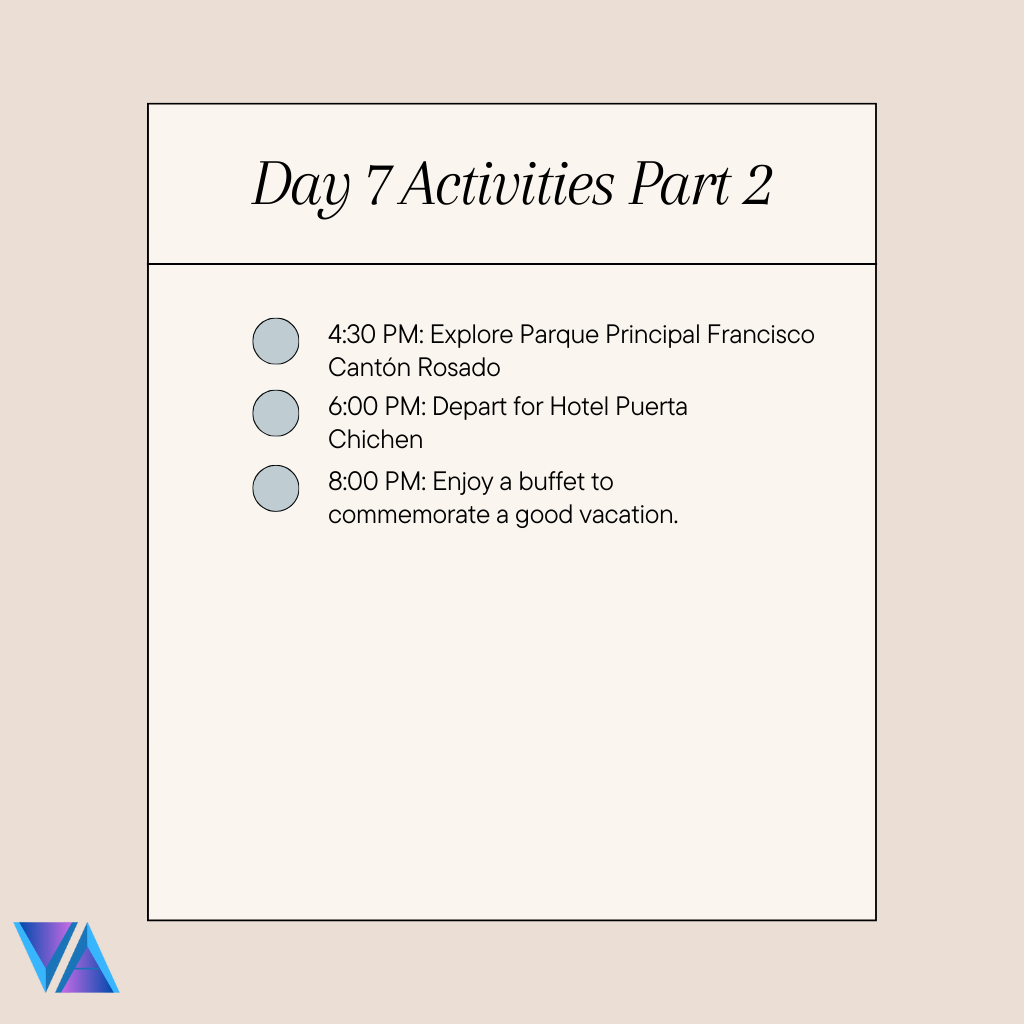 Day 7 Activities Part 2
4:30 PM: Explore Parque Principal Francisco
Cantón Rosado
6:00 PM: Depart for Hotel Puerta
Chichen
8:00 PM: Enjoy a buffet to
commemorate a good vacation.
VA